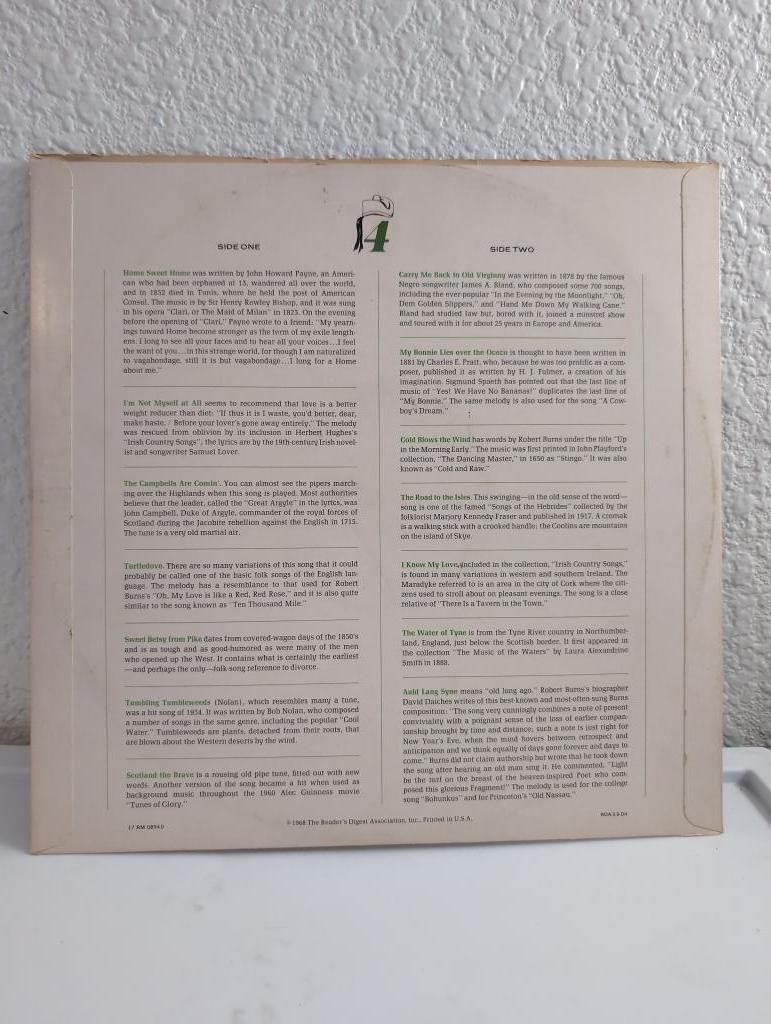 4
SIDE ONE
Home Sweet Home was written by John Howard Payne, an Ameri-
can who had been orphaned at 13, wandered all over the world,
and in 1852 died in Tunis, where he held the post of American
Consul. The music is by Sir Henry Rowley Bishop, and it was sung
in his opera "Clari, or The Maid of Milan" in 1823. On the evening
before the opening of "Clari," Payne wrote to a friend: "My yearn-
ings toward Home become stronger as the term of my exile length-
ens. I long to see all your faces and to hear all your voices...I feel
the want of you...in this strange world, for though I am naturalized
to vagabondage, still it is but vagabondage...I long for a Home
about me."
I'm Not Myself at All seems to recommend that love is a better
weight reducer than diet: "If thus it is I waste, you'd better, dear,
make haste, / Before your lover's gone away entirely." The melody
was rescued from oblivion by its inclusion in Herbert Hughes's
"Irish Country Songs"; the lyrics are by the 19th-century Irish novel-
ist and songwriter Samuel Lover.
The Campbells Are Comin'. You can almost see the pipers march-
ing over the Highlands when this song is played. Most authorities
believe that the leader, called the "Great Argyle" in the lyrics, was
John Campbell, Duke of Argyle, commander of the royal forces of
Scotland during the Jacobite rebellion against the English in 1715.
The tune is a very old martial air.
Turtledove. There are so many variations of this song that it could
probably be called one of the basic folk songs of the English lan-
guage. The melody has a resemblance to that used for Robert
Burns's "Oh, My Love is like a Red, Red Rose," and it is also quite
similar to the song known as "Ten Thousand Mile."
Sweet Betsy from Pike dates from covered-wagon days of the 1850's
and is as tough and as good-humored as were many of the men
who opened up the West. It contains what is certainly the earliest
—and perhaps the only—folk-song reference to divorce.
Tumbling Tumbleweeds (Nolan), which resembles many a tune,
was a hit song of 1934. It was written by Bob Nolan, who composed
a number of songs in the same genre, including the popular "Cool
Water." Tumbleweeds are plants, detached from their roots, that
are blown about the Western deserts by the wind.
Scotland the Brave is a rousing old pipe tune, fitted out with new
words. Another version of the song became a hit when used as
background music throughout the 1960 Alec Guinness movie
"Tunes of Glory."
SIDE TWO
Carry Me Back to Old Virginny was written in 1878 by the famous
Negro songwriter James A. Bland, who composed some 700 songs,
including the ever-popular "In the Evening by the Moonlight," "Oh,
Dem Golden Slippers," and "Hand Me Down My Walking Cane."
Bland had studied law but, bored with it, joined a minstrel show
and toured with it for about 25 years in Europe and America.
My Bonnie Lies over the Ocean is thought to have been written in
1881 by Charles E. Pratt, who, because he was too prolific as a com-
poser, published it as written by H. J. Fulmer, a creation of his
imagination. Sigmund Spaeth has pointed out that the last line of
music of "Yes! We Have No Bananas!" duplicates the last line of
"My Bonnie." The same melody is also used for the song "A Cow-
boy's Dream."
Cold Blows the Wind has words by Robert Burns under the title "Up
in the Morning Early." The music was first printed in John Playford's
collection, "The Dancing Master," in 1650 as "Stingo." It was also
known as "Cold and Raw."
The Road to the Isles. This swinging—in the old sense of the word—
song is one of the famed "Songs of the Hebrides" collected by the
folklorist Marjory Kennedy-Fraser and published in 1917. A cromak
is a walking stick with a crooked handle; the Coolins are mountains
on the island of Skye.
I Know My Love, included in the collection, "Irish Country Songs,"
is found in many variations in western and southern Ireland. The
Maradyke referred to is an area in the city of Cork where the citi-
zens used to stroll about on pleasant evenings. The song is a close
relative of "There Is a Tavern in the Town."
The Water of Tyne is from the Tyne River country in Northumber-
land, England, just below the Scottish border. It first appeared in
the collection "The Music of the Waters" by Laura Alexandrine
Smith in 1888.
Auld Lang Syne means "old long ago." Robert Burns's biographer
David Daiches writes of this best-known and most-often-sung Burns
composition: "The song very cunningly combines a note of present
conviviality with a poignant sense of the loss of earlier compan-
ionship brought by time and distance; such a note is just right for
New Year's Eve, when the mind hovers between retrospect and
anticipation and we think equally of days gone forever and days to
come." Burns did not claim authorship but wrote that he took down
the song after hearing an old man sing it. He commented, "Light
be the turf on the breast of the heaven-inspired Poet who com-
posed this glorious Fragment!" The melody is used for the college
song "Bohunkus" and for Princeton's "Old Nassau."
17 RM 08940
©1968 The Reader's Digest Association, Inc., Printed in U.S.A.